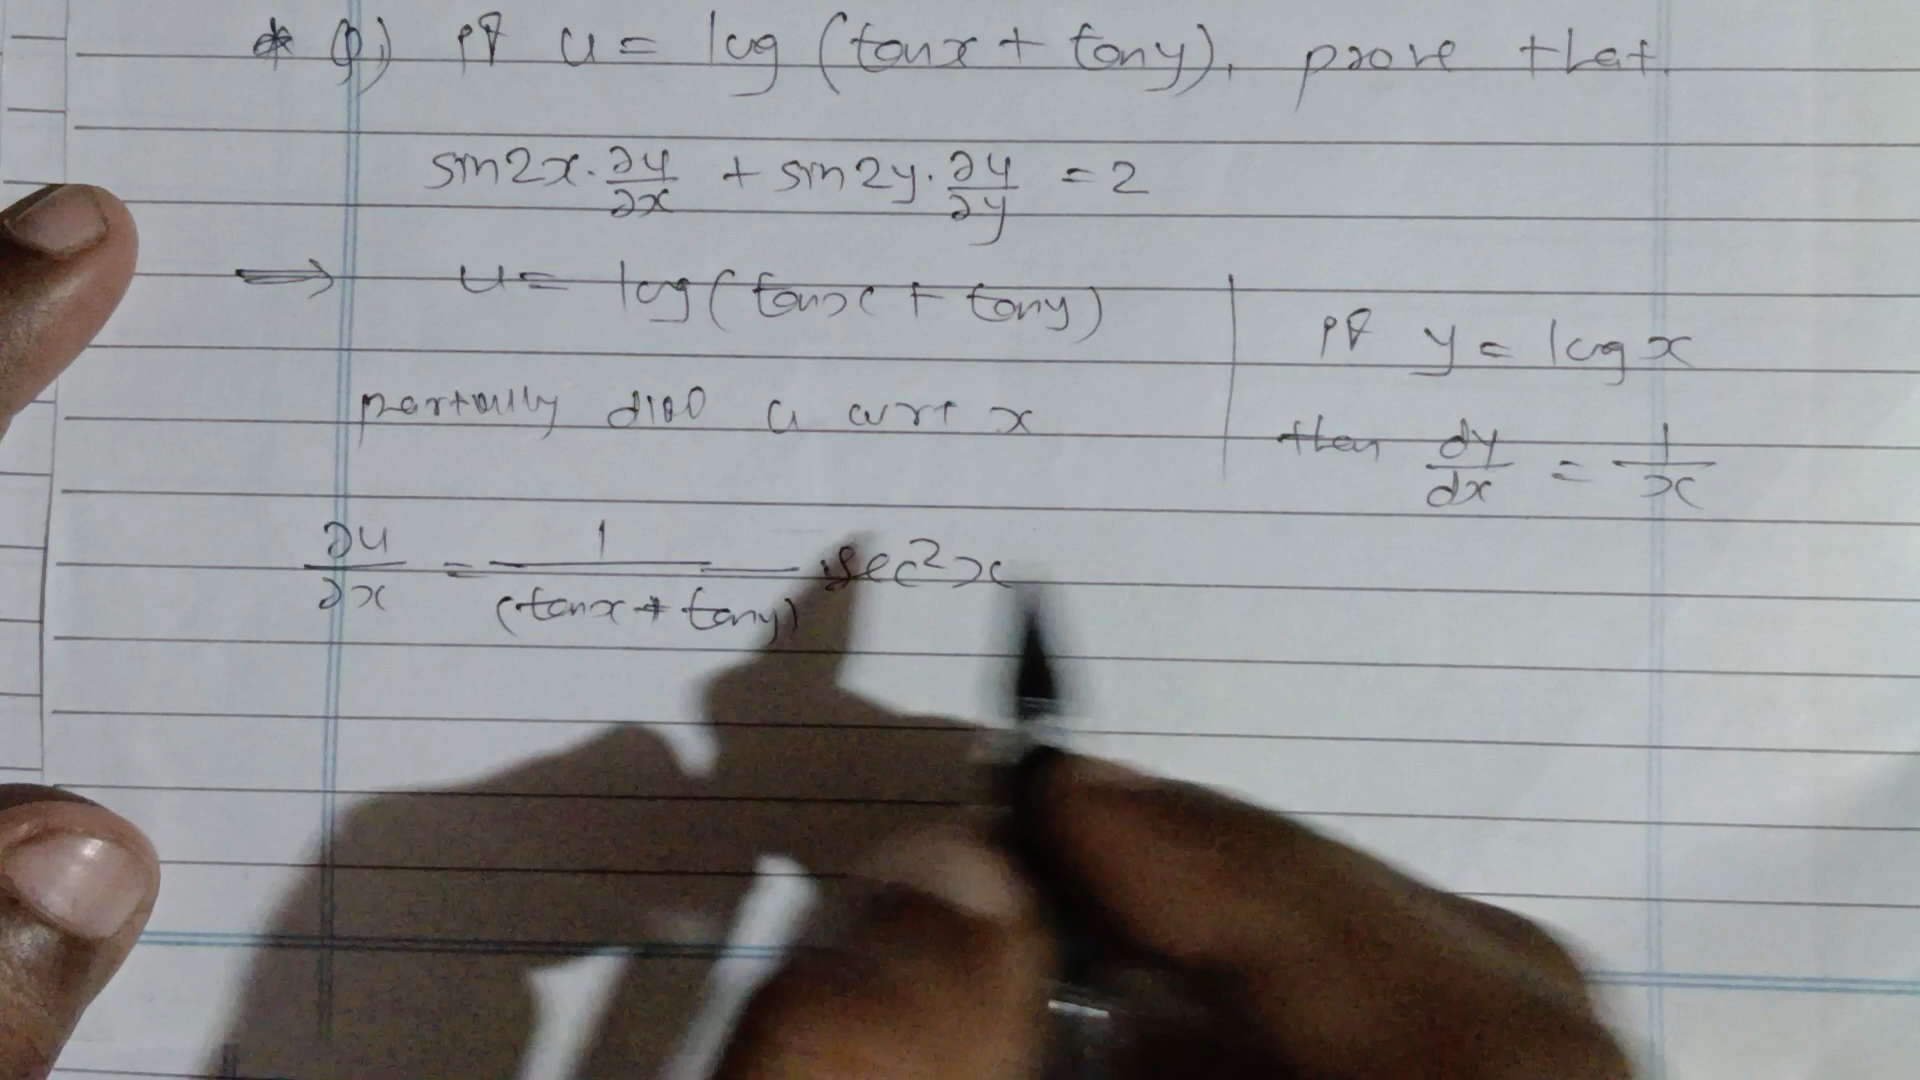 * Q.) If u = log (tanx + tany), prove that.
sin2x. ∂u/∂x + sin2y. ∂u/∂y = 2
⟹ u = log (tanx + tany)
partially diff u wrt x
∂u/∂x = 1/(tanx + tany) . sec²x
If y = log x
then dy/dx = 1/x